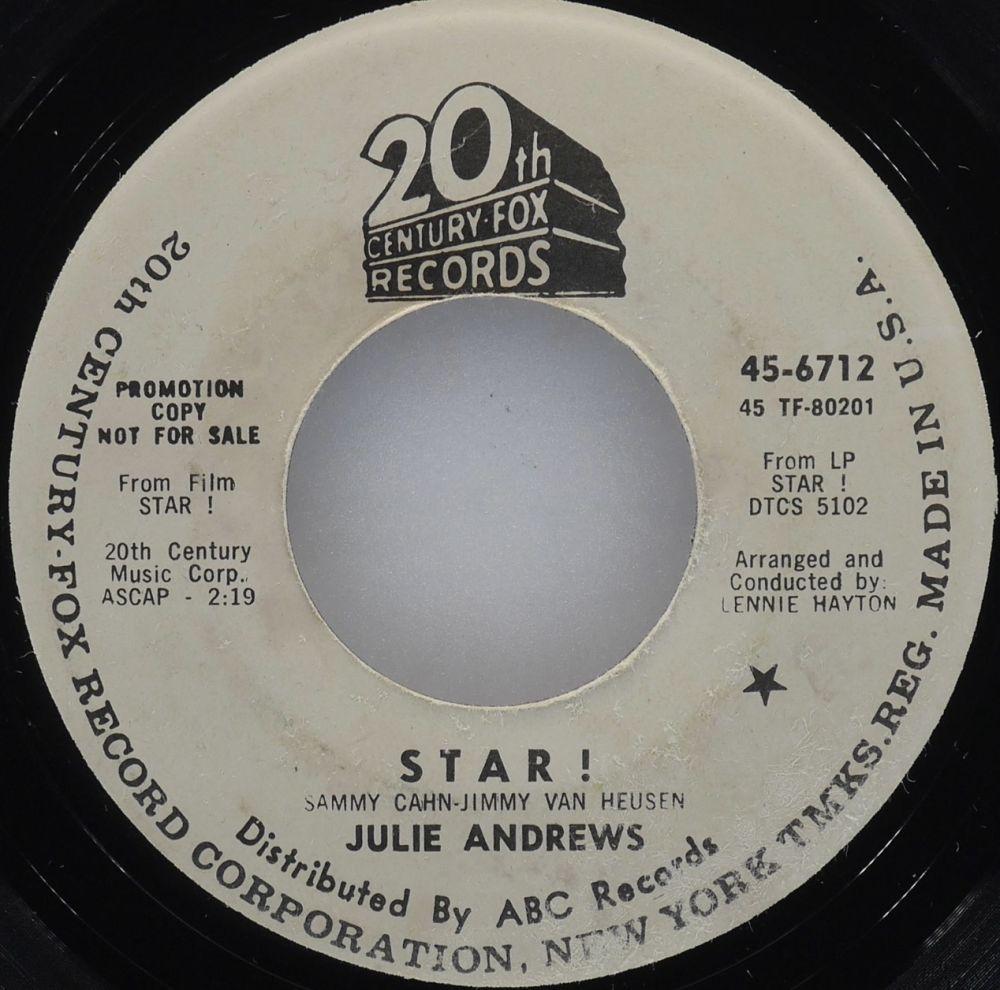 20th
CENTURY-FOX
RECORDS
PROMOTION
COPY
NOT FOR SALE
From Film
STAR !
20th Century
Music Corp.
ASCAP - 2:19
45-6712
45 TF-80201
From LP
STAR !
DTCS 5102
Arranged and
Conducted by:
LENNIE HAYTON
STAR !
SAMMY CAHN-JIMMY VAN HEUSEN
JULIE ANDREWS
Distributed By ABC Records
20th CENTURY-FOX RECORD CORPORATION, NEW YORK TMKS.REG. MADE IN U.S.A.